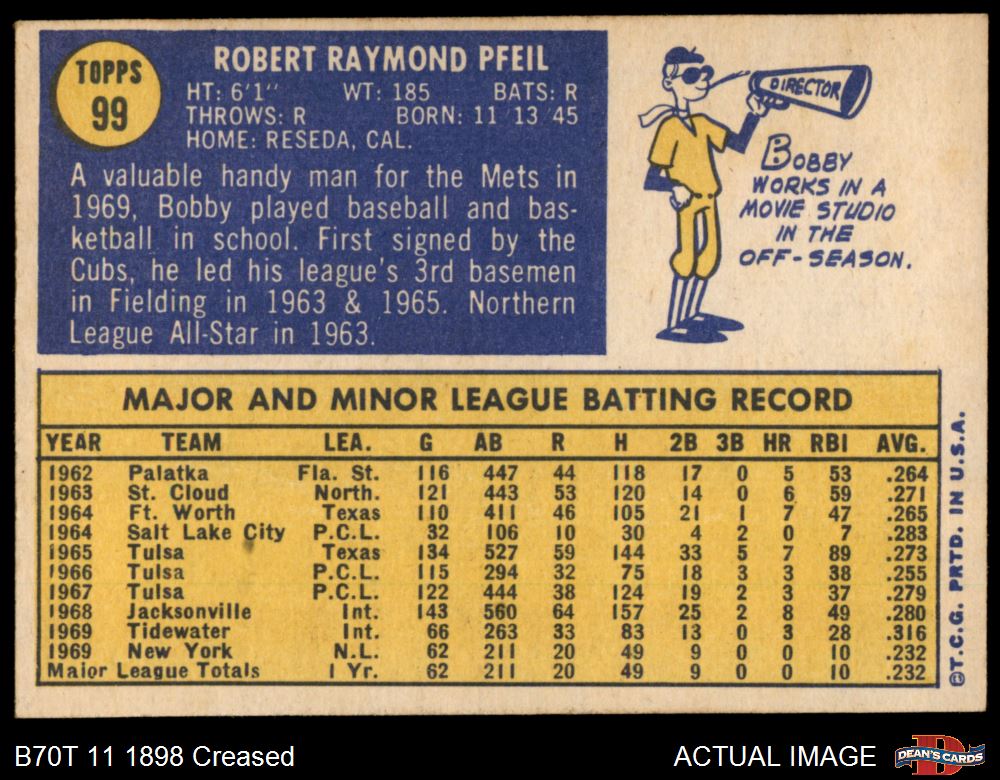 TOPPS
99
ROBERT RAYMOND PFEIL
HT: 6'1" WT: 185 BATS: R
THROWS: R BORN: 11 13 45
HOME: RESEDA, CAL.
A valuable handy man for the Mets in
1969, Bobby played baseball and bas-
ketball in school. First signed by the
Cubs, he led his league's 3rd basemen
in Fielding in 1963 & 1965. Northern
League All-Star in 1963.
DIRECTOR
BOBBY
WORKS IN A
MOVIE STUDIO
IN THE
OFF-SEASON.
MAJOR AND MINOR LEAGUE BATTING RECORD
YEAR TEAM LEA. G AB R H 2B 3B HR RBI AVG.
1962 Palatka Fla. St. 116 447 44 118 17 0 5 53 .264
1963 St. Cloud North. 121 443 53 120 14 0 6 59 .271
1964 Ft. Worth Texas 110 411 46 105 21 1 7 47 .265
1964 Salt Lake City P.C.L. 32 106 10 30 4 2 0 7 .283
1965 Tulsa Texas 134 527 59 144 33 5 7 89 .273
1966 Tulsa P.C.L. 115 294 32 75 18 3 3 38 .255
1967 Tulsa P.C.L. 122 444 38 124 19 2 3 37 .279
1968 Jacksonville Int. 143 560 64 157 25 2 8 49 .280
1969 Tidewater Int. 66 263 33 83 13 0 3 28 .316
1969 New York N.L. 62 211 20 49 9 0 0 10 .232
Major League Totals 1 Yr. 62 211 20 49 9 0 0 10 .232
©T.C.G. PRTD. IN U.S.A.
B70T 11 1898 Creased
ACTUAL IMAGE
DEAN'S CARDS